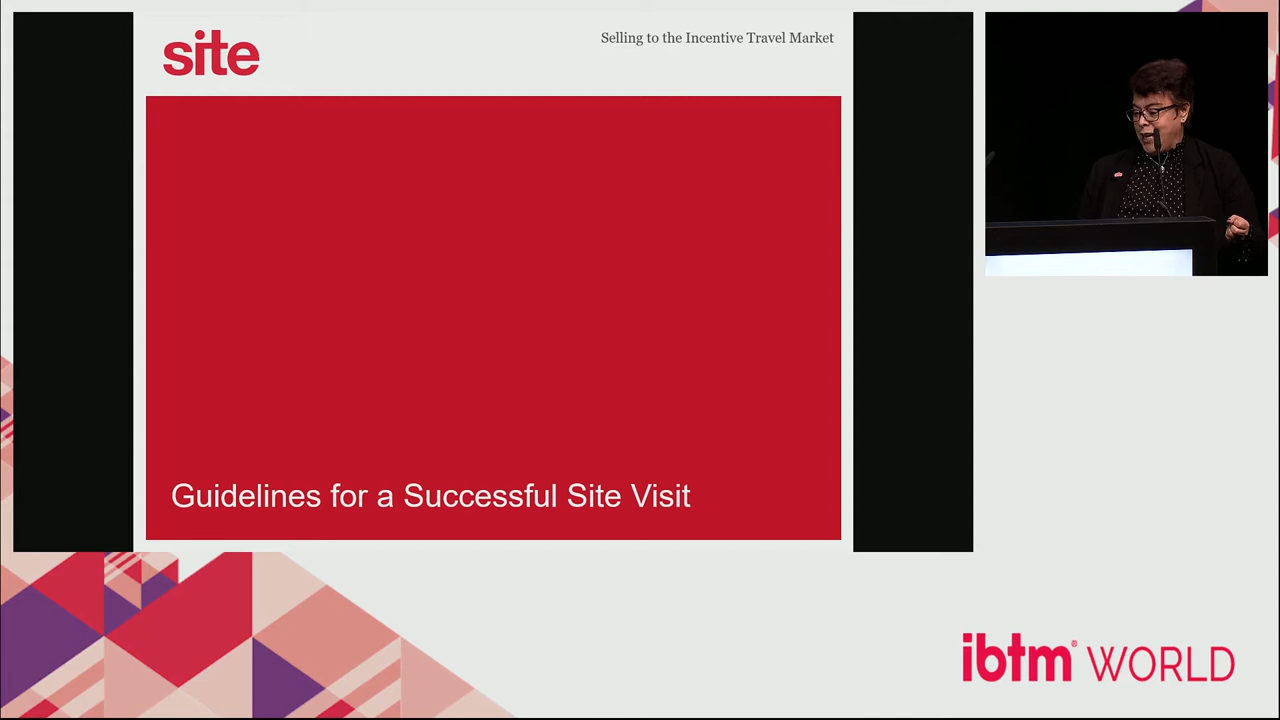 site
Selling to the Incentive Travel Market
Guidelines for a Successful Site Visit
ibtm® WORLD